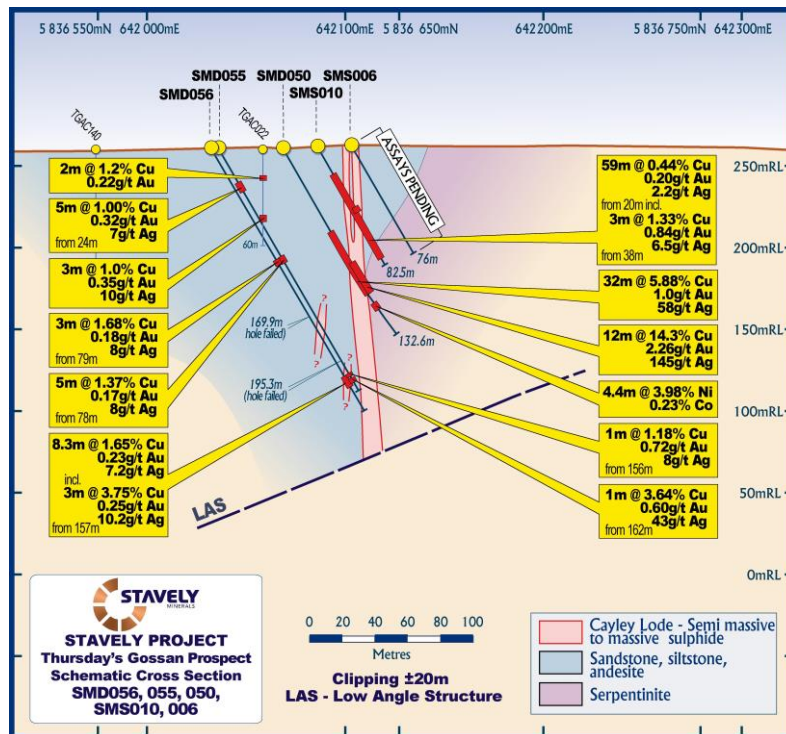 5 836 550mN 642 000mE 642 100mE 5 836 650mN 642 200mE 5 836 750mN 642 300mE
SMD055 SMD050 SMS006
SMD056 SMS010
TGAC140
TGAC022
ASSAYS PENDING
250mRL
200mRL
150mRL
100mRL
50mRL
0mRL
2m @ 1.2% Cu
0.22g/t Au
5m @ 1.00% Cu
0.32g/t Au
7g/t Ag
from 24m
3m @ 1.0% Cu
0.35g/t Au
10g/t Ag
3m @ 1.68% Cu
0.18g/t Au
8g/t Ag
from 79m
5m @ 1.37% Cu
0.17g/t Au
8g/t Ag
from 78m
8.3m @ 1.65% Cu
0.23g/t Au
7.2g/t Ag
incl.
3m @ 3.75% Cu
0.25g/t Au
10.2g/t Ag
from 157m
60m
76m
82.5m
132.6m
169.9m
hole failed)
195.3m
(hole failed)
?
?
?
?
LAS
59m @ 0.44% Cu
0.20g/t Au
2.2g/t Ag
from 20m incl.
3m @ 1.33% Cu
0.84g/t Au
6.5g/t Ag
from 38m
32m @ 5.88% Cu
1.0g/t Au
58g/t Ag
12m @ 14.3% Cu
2.26g/t Au
145g/t Ag
4.4m @ 3.98% Ni
0.23% Co
1m @ 1.18% Cu
0.72g/t Au
8g/t Ag
from 156m
1m @ 3.64% Cu
0.60g/t Au
43g/t Ag
from 162m
STAVELY
MINERALS
STAVELY PROJECT
Thursday's Gossan Prospect
Schematic Cross Section
SMD056, 055, 050,
SMS010, 006
0 20 40 60 80 100
Metres
Clipping ±20m
LAS - Low Angle Structure
Cayley Lode - Semi massive
to massive sulphide
Sandstone, siltstone,
andesite
Serpentinite